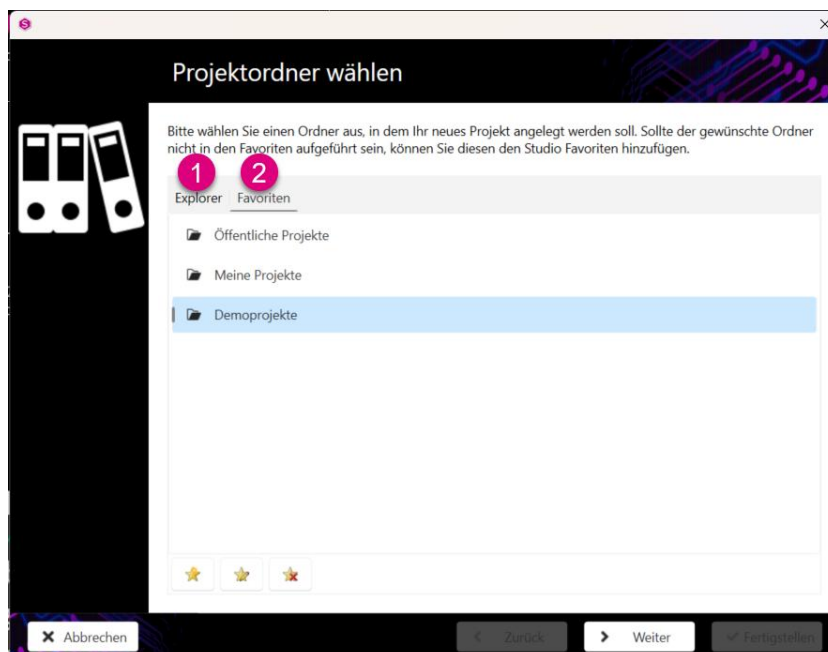 Projektordner wählen
Bitte wählen Sie einen Ordner aus, in dem Ihr neues Projekt angelegt werden soll. Sollte der gewünschte Ordner
nicht in den Favoriten aufgeführt sein, können Sie diesen den Studio Favoriten hinzufügen.
1 2
Explorer Favoriten
Öffentliche Projekte
Meine Projekte
Demoprojekte
Abbrechen Zurück Weiter Fertigstellen